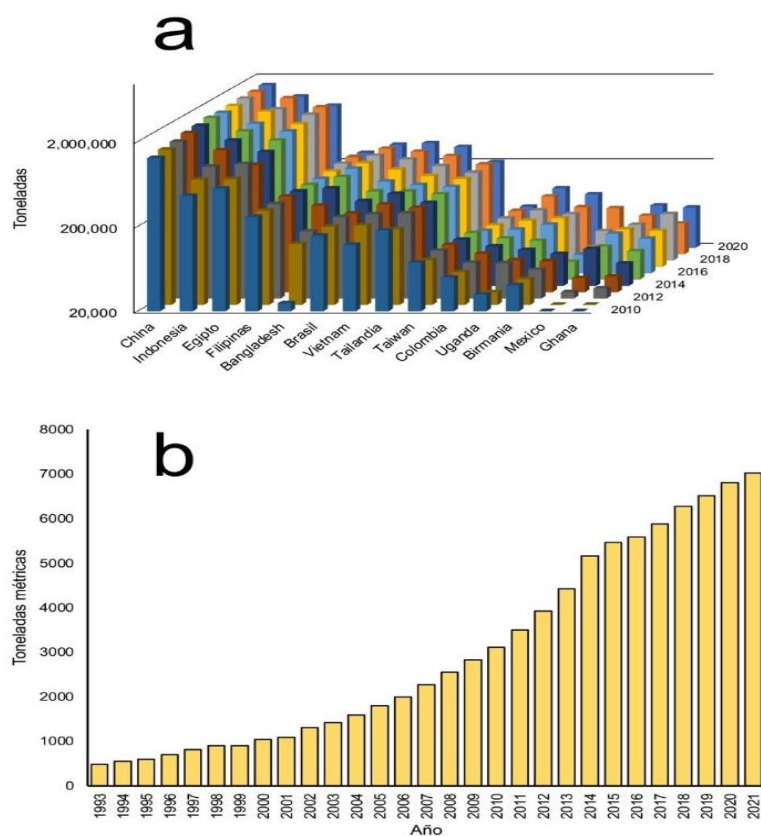 a
Toneladas
2,000,000
200,000
20,000
China
Indonesia
Egipto
Filipinas
Bangladesh
Brasil
Vietnam
Tailandia
Taiwan
Colombia
Uganda
Birmania
Mexico
Ghana
2010
2012
2014
2016
2018
2020
b
Toneladas métricas
8000
7000
6000
5000
4000
3000
2000
1000
0
1993
1994
1995
1996
1997
1998
1999
2000
2001
2002
2003
2004
2005
2006
2007
2008
2009
2010
2011
2012
2013
2014
2015
2016
2017
2018
2019
2020
2021
Año